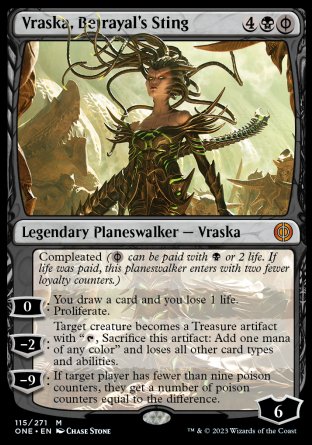 Vraska, Betrayal's Sting 4
Legendary Planeswalker — Vraska
Compleated ( can be paid with or 2 life. If
life was paid, this planeswalker enters with two fewer
loyalty counters.)
0 : You draw a card and you lose 1 life.
Proliferate.
Target creature becomes a Treasure artifact
-2 : with “ , Sacrifice this artifact: Add one mana
of any color” and loses all other card types
and abilities.
-9 : If target player has fewer than nine poison
counters, they get a number of poison
counters equal to the difference.
6
115/271 M
ONE • EN Chase Stone
™ & © 2023 Wizards of the Coast